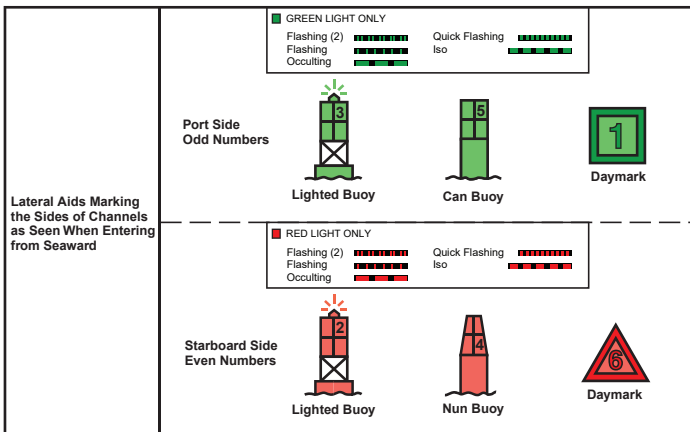 GREEN LIGHT ONLY
Flashing (2)
Quick Flashing
Flashing
Iso
Occulting
Port Side
Odd Numbers
3
5
1
Lighted Buoy
Can Buoy
Daymark
Lateral Aids Marking
the Sides of Channels
as Seen When Entering
from Seaward
RED LIGHT ONLY
Flashing (2)
Quick Flashing
Flashing
Iso
Occulting
Starboard Side
Even Numbers
2
4
6
Lighted Buoy
Nun Buoy
Daymark